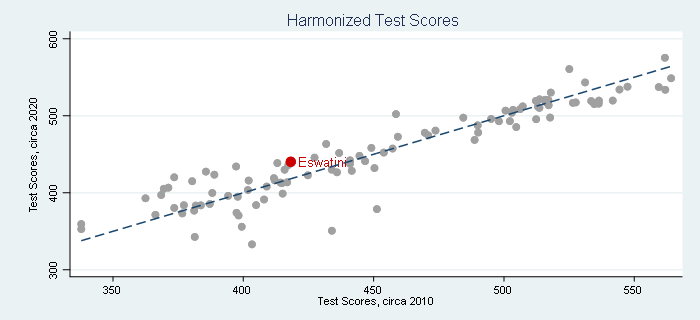 Harmonized Test Scores
Test Scores, circa 2020
600
500
400
300
Eswatini
350
400
450
500
550
Test Scores, circa 2010